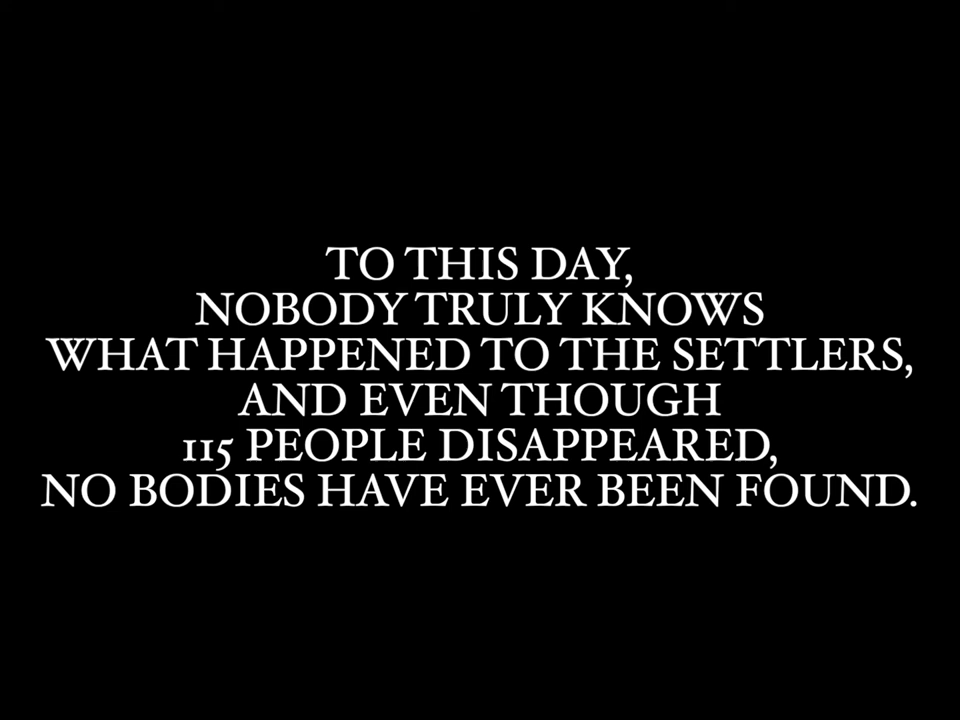 TO THIS DAY,
NOBODY TRULY KNOWS
WHAT HAPPENED TO THE SETTLERS,
AND EVEN THOUGH
115 PEOPLE DISAPPEARED,
NO BODIES HAVE EVER BEEN FOUND.